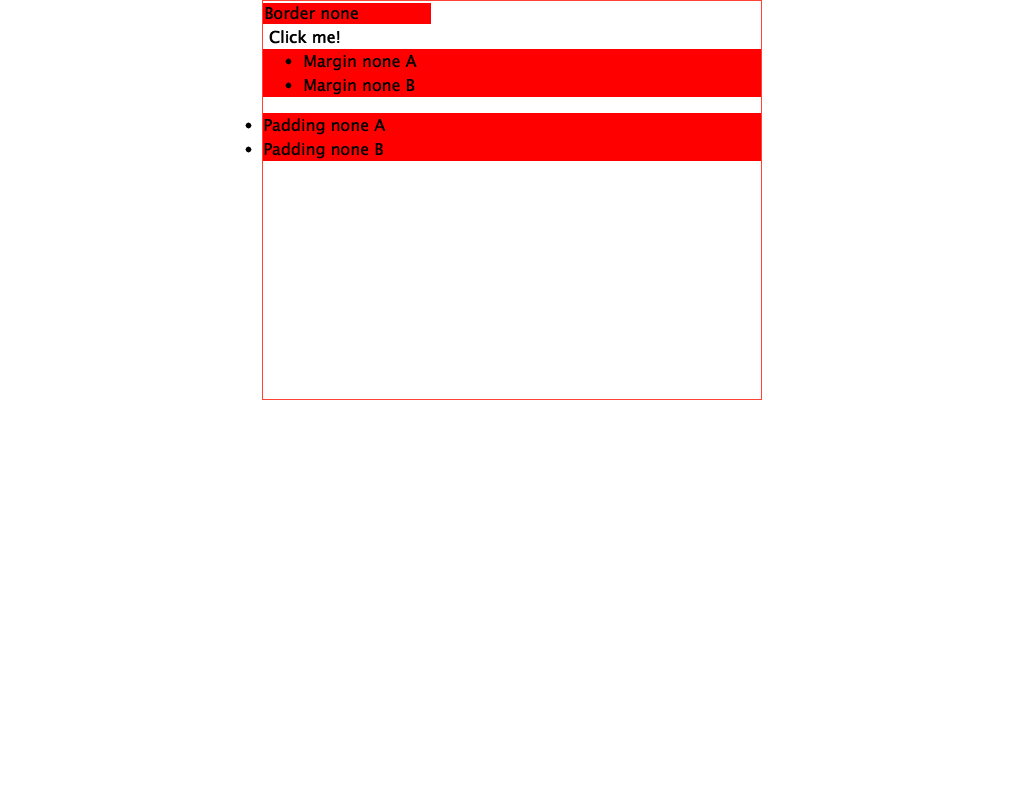 Border none
Click me!
Margin none A
Margin none B
Padding none A
Padding none B